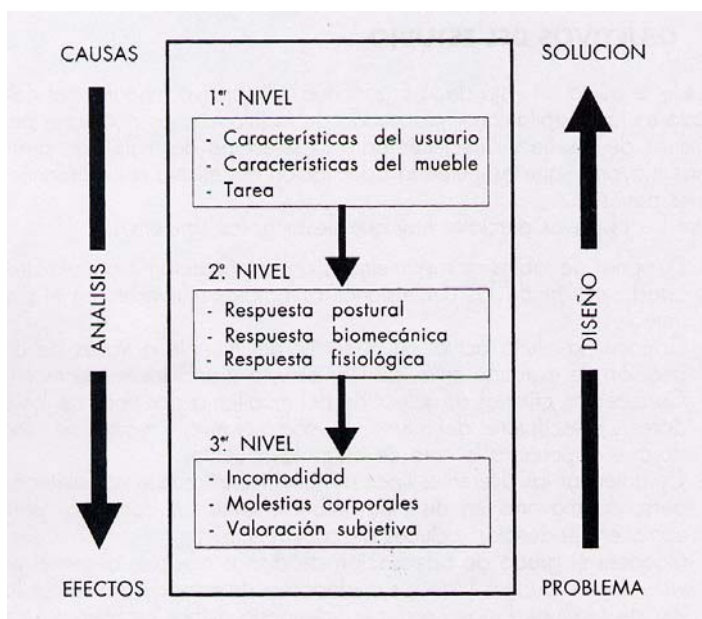 CAUSAS
SOLUCION
1.er NIVEL
- Características del usuario
- Características del mueble
- Tarea
2.º NIVEL
- Respuesta postural
- Respuesta biomecánica
- Respuesta fisiológica
3.er NIVEL
- Incomodidad
- Molestias corporales
- Valoración subjetiva
ANALISIS
DISEÑO
EFECTOS
PROBLEMA